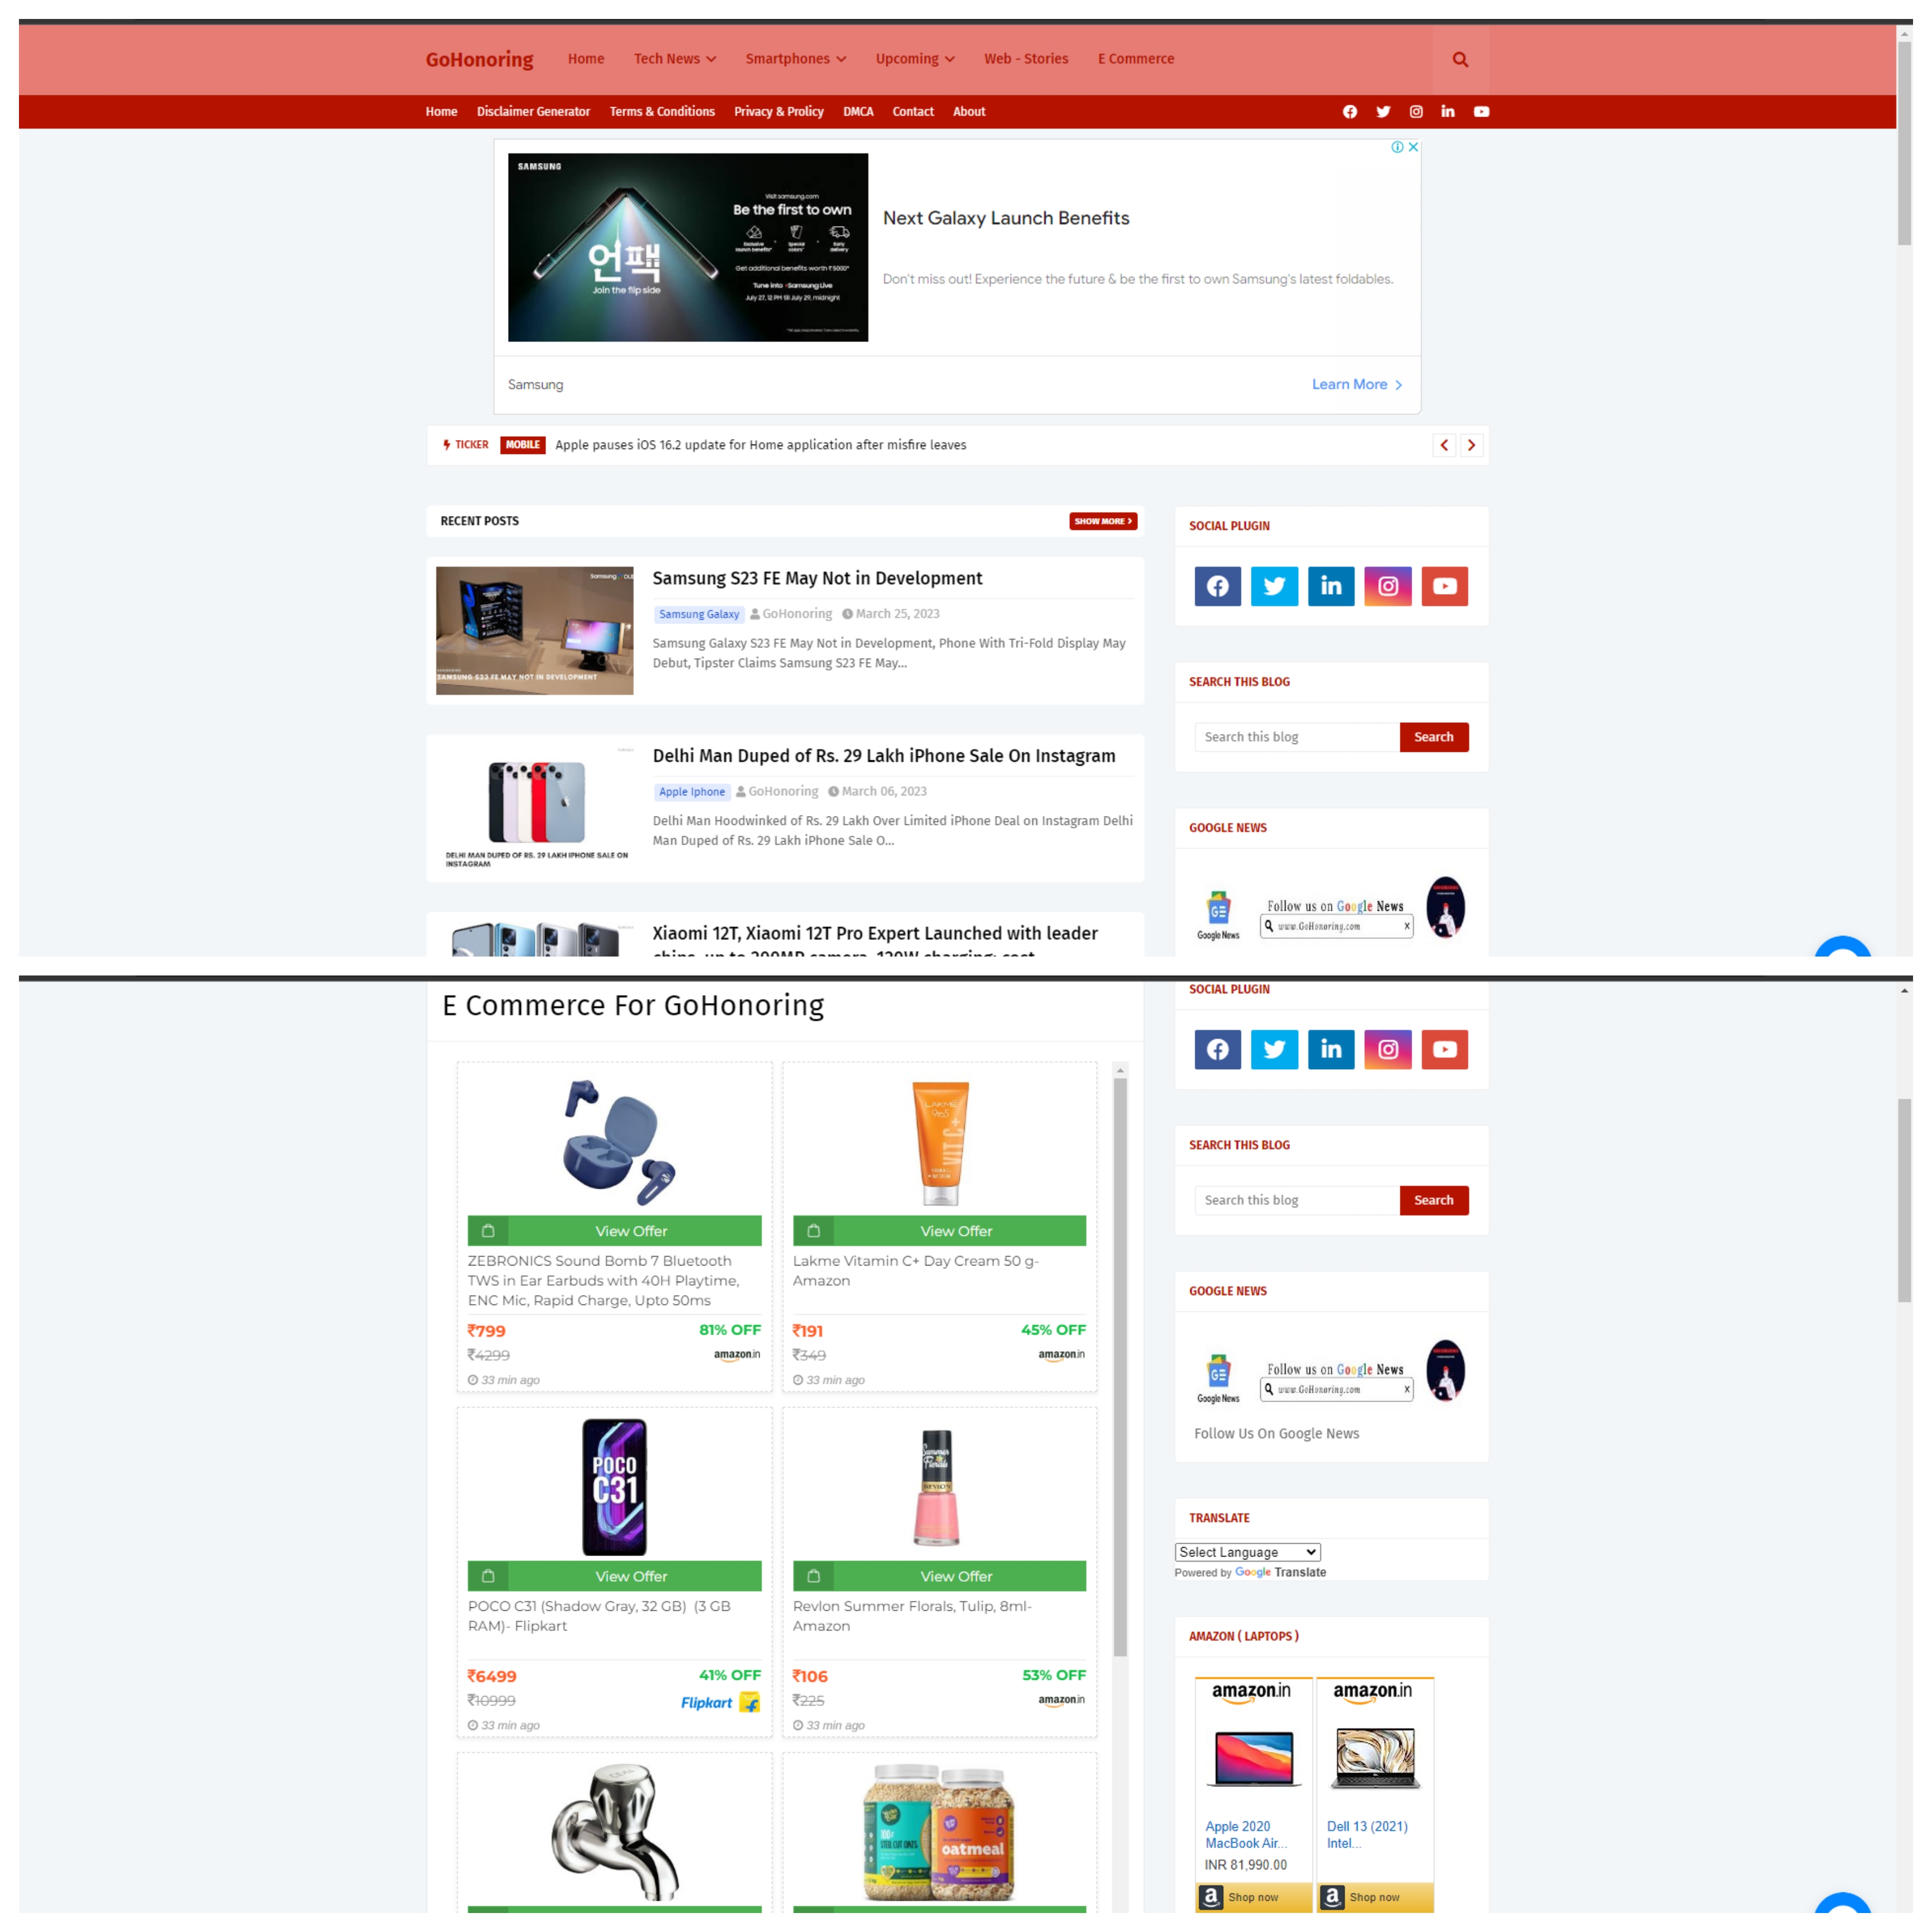 GoHonoring Home Tech News Smartphones Upcoming Web - Stories E Commerce
Home Disclaimer Generator Terms & Conditions Privacy & Prolicy DMCA Contact About
SAMSUNG
Visit samsung.com
Be the first to own
Exclusive launch benefits* Special colors* Early delivery
Get additional benefits worth ₹5000*
Tune into #SamsungLive
July 27, 12 PM till July 29, midnight
언팩
Join the flip side
Next Galaxy Launch Benefits
Don't miss out! Experience the future & be the first to own Samsung's latest foldables.
Samsung
Learn More
TICKER MOBILE Apple pauses iOS 16.2 update for Home application after misfire leaves
RECENT POSTS
SHOW MORE
Samsung
SAMSUNG S23 FE MAY NOT IN DEVELOPMENT
Samsung S23 FE May Not in Development
Samsung Galaxy GoHonoring March 25, 2023
Samsung Galaxy S23 FE May Not in Development, Phone With Tri-Fold Display May
Debut, Tipster Claims Samsung S23 FE May...
DELHI MAN DUPED OF RS. 29 LAKH IPHONE SALE ON
INSTAGRAM
Delhi Man Duped of Rs. 29 Lakh iPhone Sale On Instagram
Apple Iphone GoHonoring March 06, 2023
Delhi Man Hoodwinked of Rs. 29 Lakh Over Limited iPhone Deal on Instagram Delhi
Man Duped of Rs. 29 Lakh iPhone Sale O...
Xiaomi 12T, Xiaomi 12T Pro Expert Launched with leader
chips, up to 200MP camera, 120W charging: cost
SOCIAL PLUGIN
SEARCH THIS BLOG
Search this blog
Search
GOOGLE NEWS
Google News
Follow us on Google News
www.GoHonoring.com x
E Commerce For GoHonoring
LAKMÉ
9to5
VIT C+
View Offer
ZEBRONICS Sound Bomb 7 Bluetooth
TWS in Ear Earbuds with 40H Playtime,
ENC Mic, Rapid Charge, Upto 50ms
₹799 81% OFF
₹4299 amazon.in
33 min ago
View Offer
Lakme Vitamin C+ Day Cream 50 g-
Amazon
₹191 45% OFF
₹349 amazon.in
33 min ago
POCO
C31
View Offer
POCO C31 (Shadow Gray, 32 GB) (3 GB
RAM)- Flipkart
₹6499 41% OFF
₹10999 Flipkart
33 min ago
Summer
Florals
REVLON
View Offer
Revlon Summer Florals, Tulip, 8ml-
Amazon
₹106 53% OFF
₹225 amazon.in
33 min ago
STEEL CUT OATS
oatmeal
SOCIAL PLUGIN
SEARCH THIS BLOG
Search this blog
Search
GOOGLE NEWS
Google News
Follow us on Google News
www.GoHonoring.com x
Follow Us On Google News
TRANSLATE
Select Language
Powered by Google Translate
AMAZON ( LAPTOPS )
amazon.in
Apple 2020
MacBook Air...
INR 81,990.00
Shop now
amazon.in
Dell 13 (2021)
Intel...
Shop now